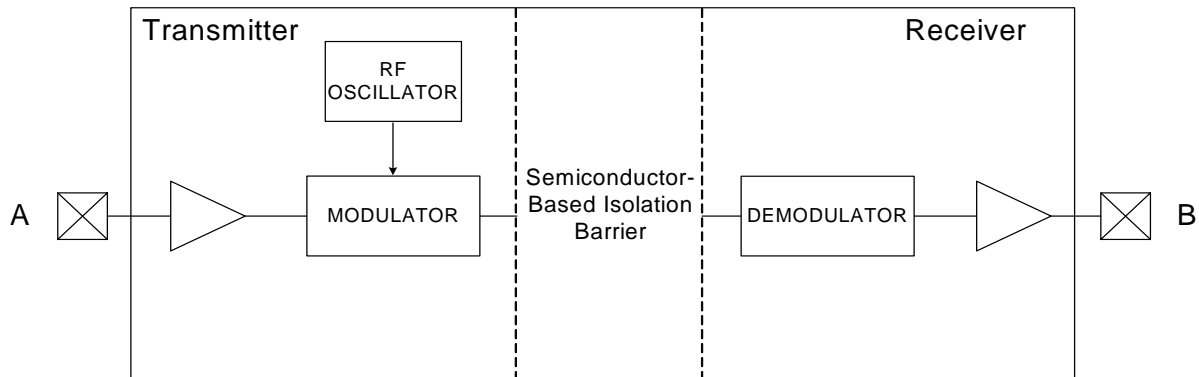 Transmitter
Receiver
RF
OSCILLATOR
A
MODULATOR
Semiconductor-
Based Isolation
Barrier
DEMODULATOR
B